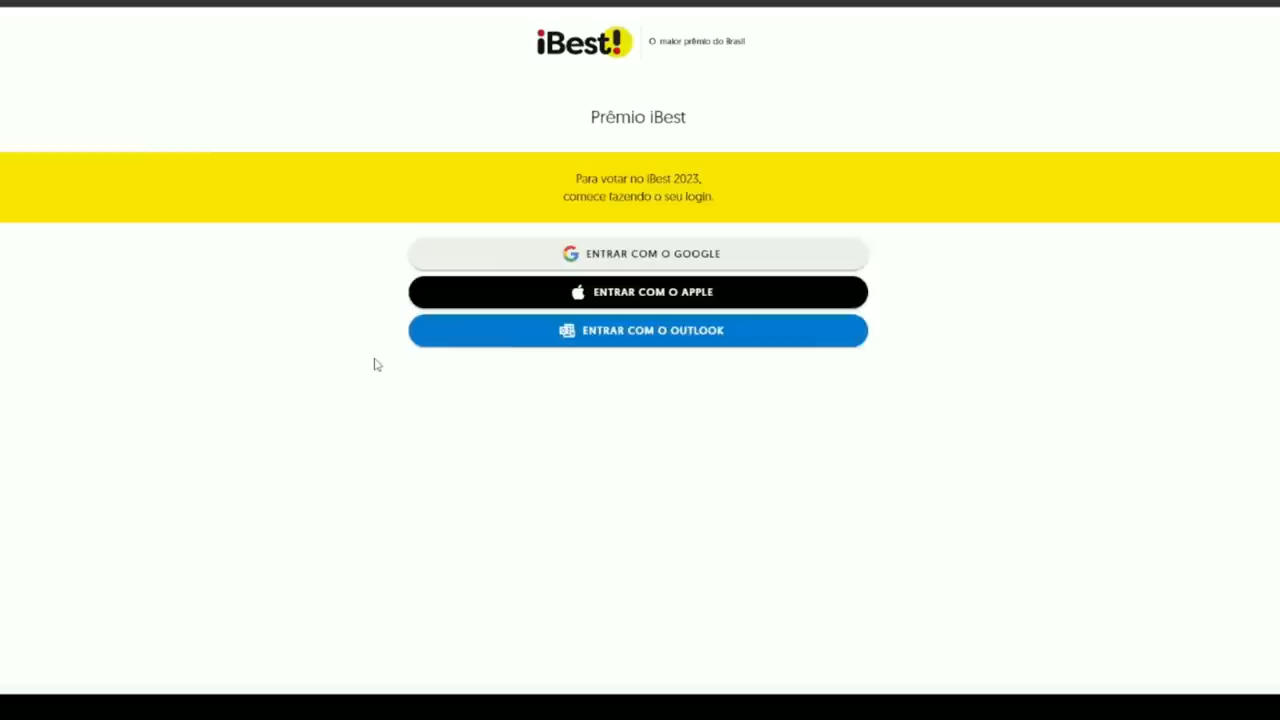 iBest!
O maior prêmio do Brasil
Prêmio iBest
Para votar no iBest 2023,
comece fazendo o seu login.
ENTRAR COM O GOOGLE
ENTRAR COM O APPLE
ENTRAR COM O OUTLOOK